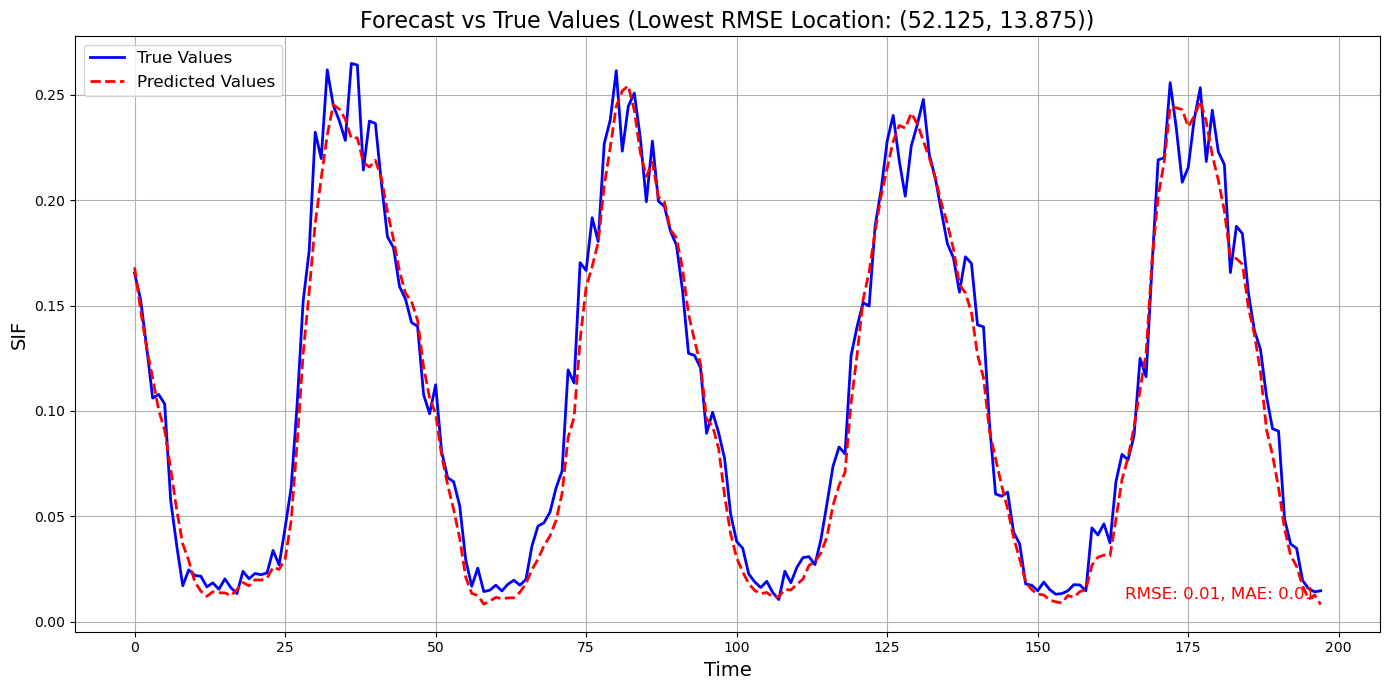 Forecast vs True Values (Lowest RMSE Location: (52.125, 13.875))
True Values
Predicted Values
SIF
0.25
0.20
0.15
0.10
0.05
0.00
RMSE: 0.01, MAE: 0.01
0 25 50 75 100 125 150 175 200
Time